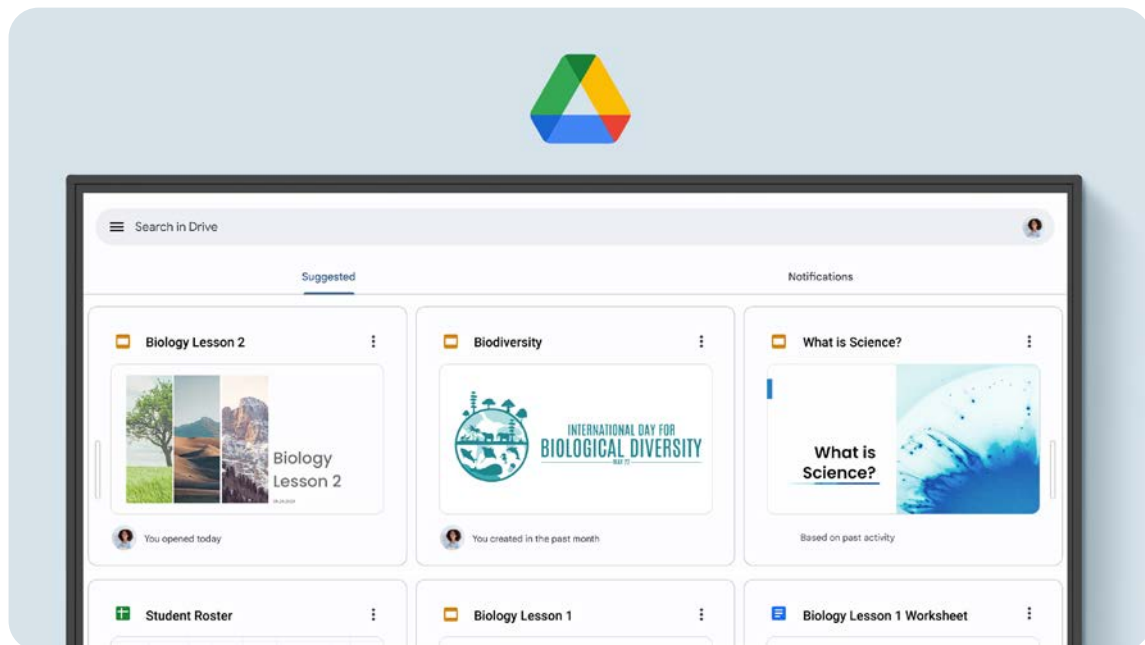 Search in Drive
Suggested
Notifications
Biology Lesson 2
Biodiversity
What is Science?
Biology
Lesson 2
INTERNATIONAL DAY FOR
BIOLOGICAL DIVERSITY
What is
Science?
You opened today
You created in the past month
Based on past activity
Student Roster
Biology Lesson 1
Biology Lesson 1 Worksheet